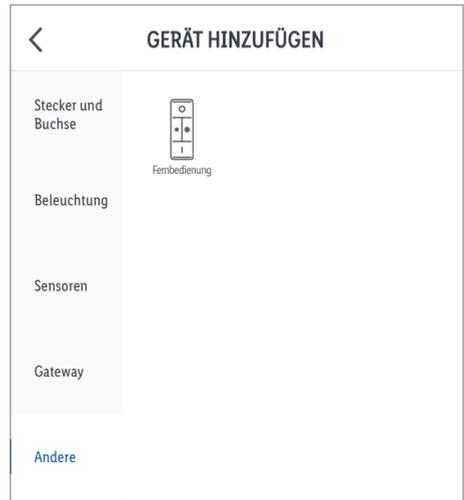 GERÄT HINZUFÜGEN
Stecker und
Buchse
Fernbedienung
Beleuchtung
Sensoren
Gateway
Andere